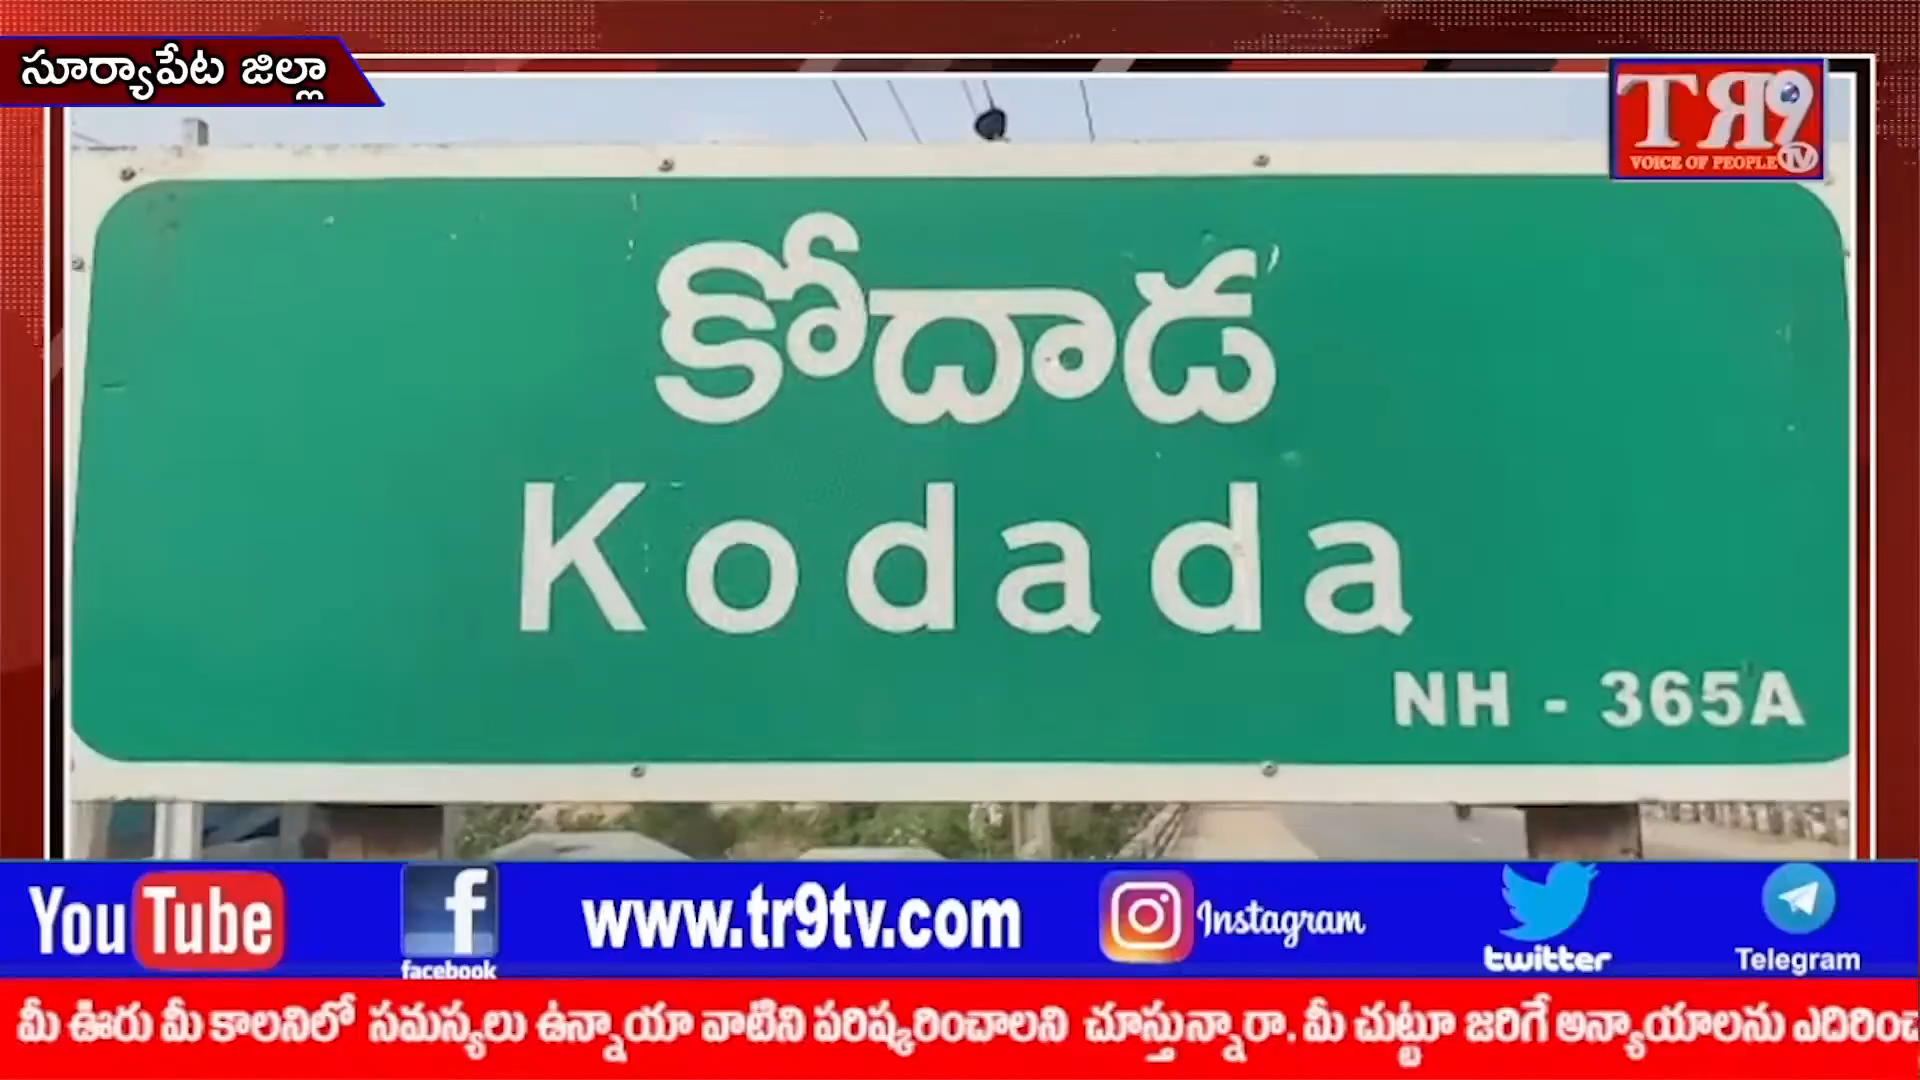 సూర్యాపేట జిల్లా
TR9
VOICE OF PEOPLE TV
కోదాడ
Kodada
NH - 365A
YouTube
facebook
www.tr9tv.com
Instagram
twitter
Telegram
మీ ఊరు మీ కాలనిలో సమస్యలు ఉన్నాయా వాటిని పరిష్కరించాలని చూస్తున్నారా. మీ చుట్టూ జరిగే అన్యాయాలను